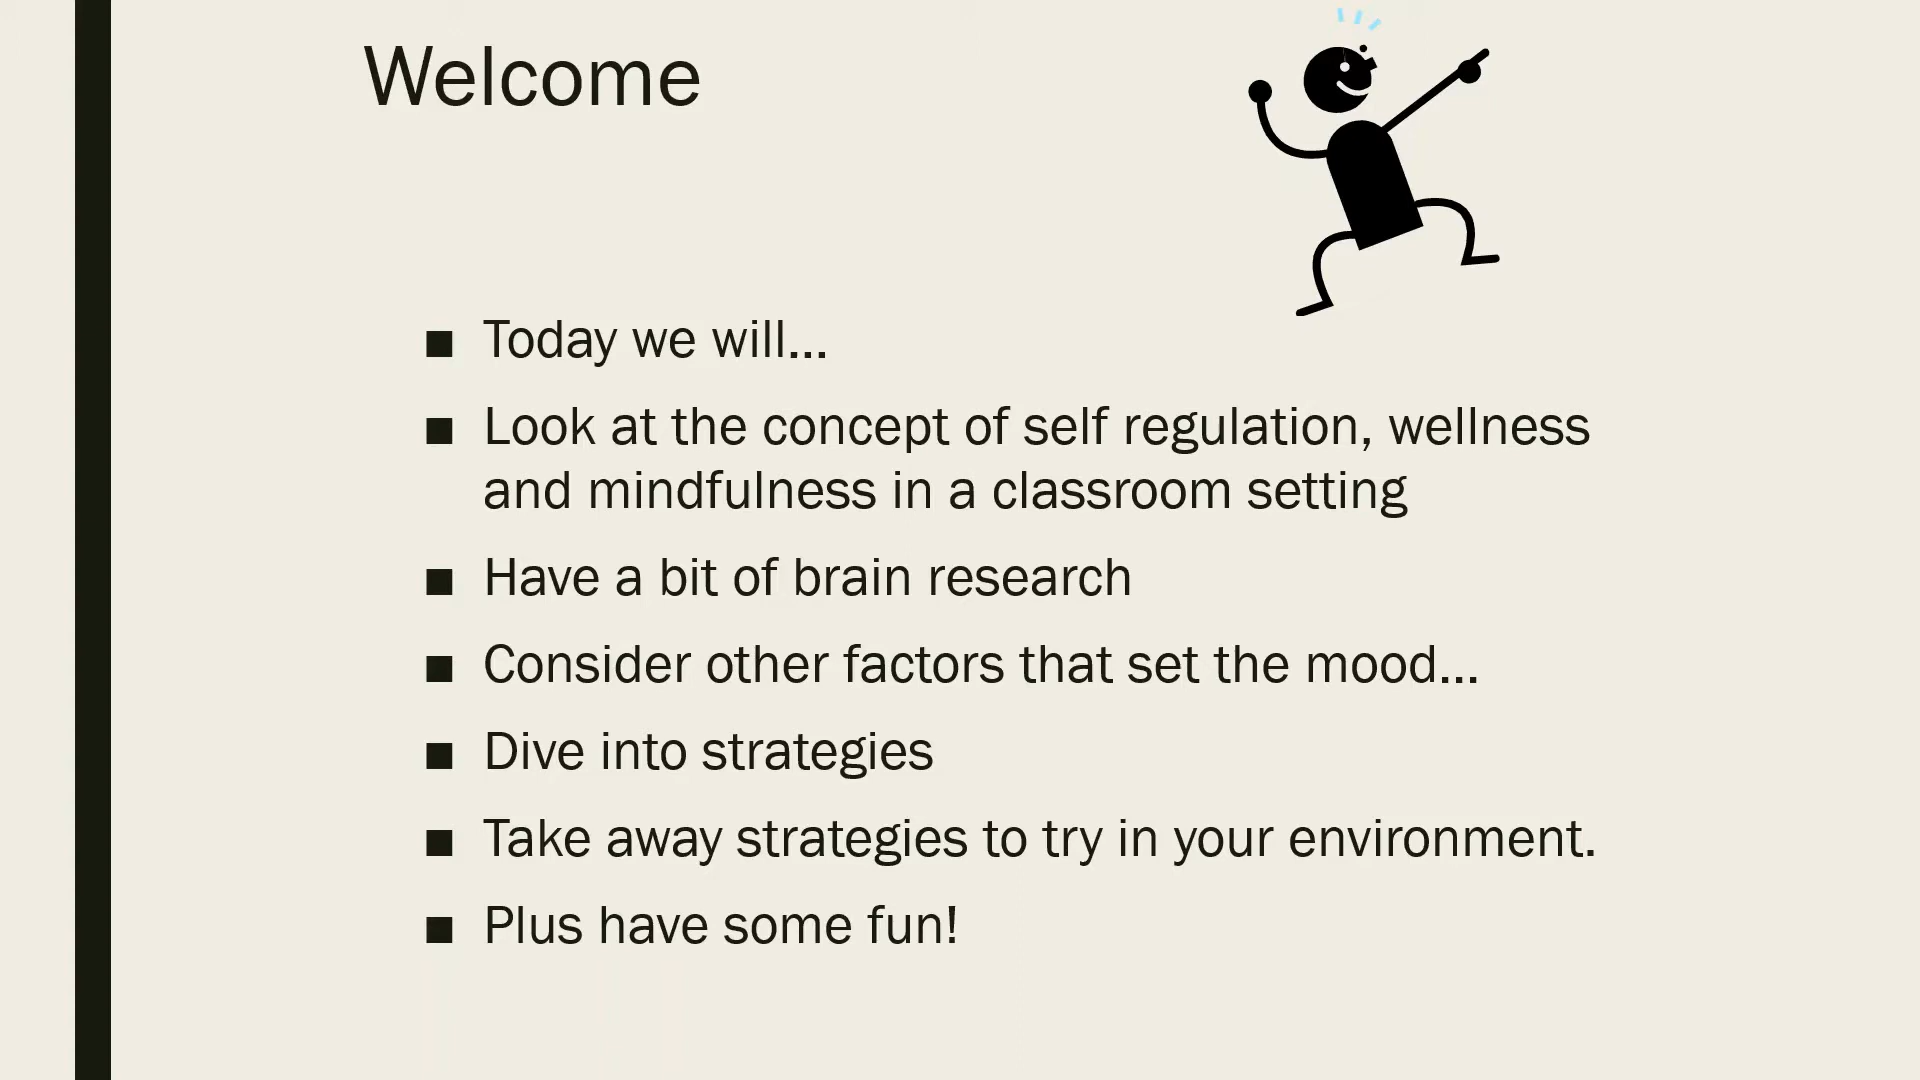 Welcome
■ Today we will...
■ Look at the concept of self regulation, wellness
and mindfulness in a classroom setting
■ Have a bit of brain research
■ Consider other factors that set the mood...
■ Dive into strategies
■ Take away strategies to try in your environment.
■ Plus have some fun!